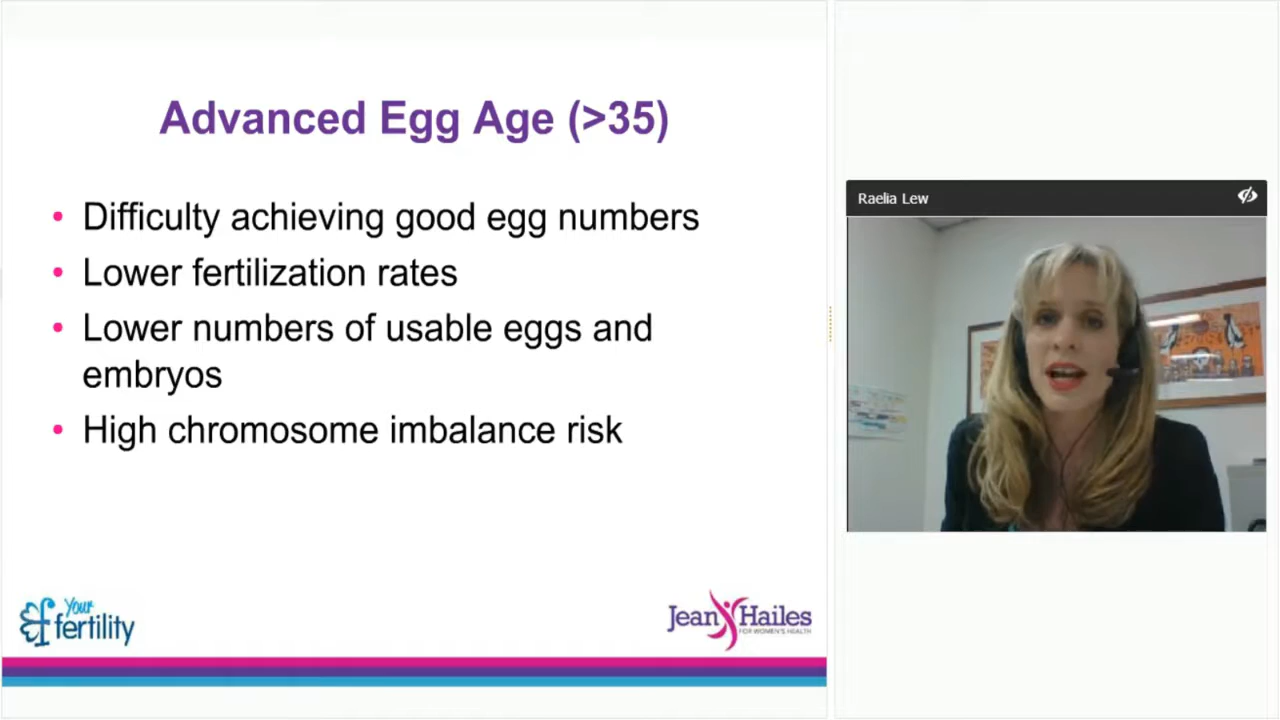 Advanced Egg Age (>35)
• Difficulty achieving good egg numbers
• Lower fertilization rates
• Lower numbers of usable eggs and
embryos
• High chromosome imbalance risk
Your
fertility
Jean Hailes
FOR WOMEN'S HEALTH
Raelia Lew